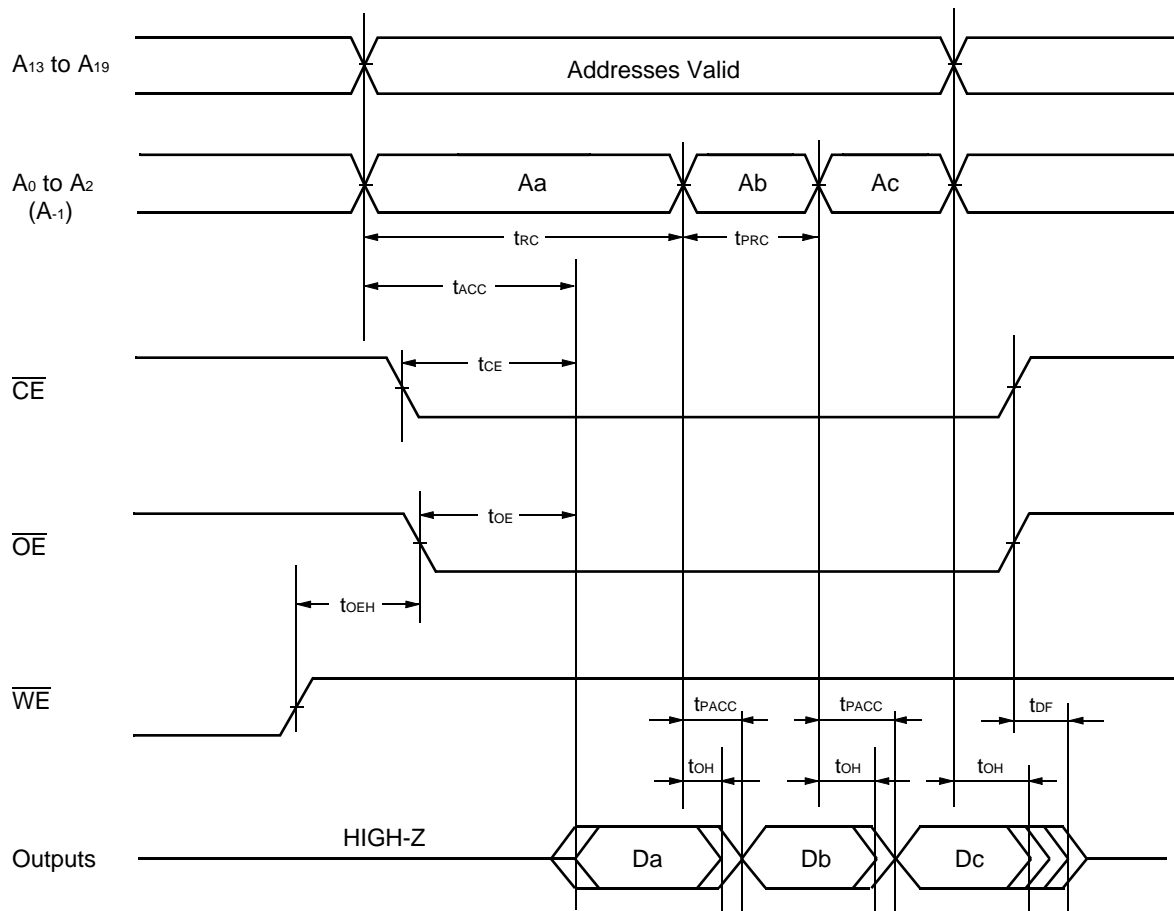 A13 to A19
Addresses Valid
A0 to A2
(A-1)
Aa
Ab
Ac
tRC
tPRC
tACC
CE
tCE
OE
tOE
tOEH
WE
tPACC
tPACC
tDF
tOH
tOH
tOH
Outputs
HIGH-Z
Da
Db
Dc